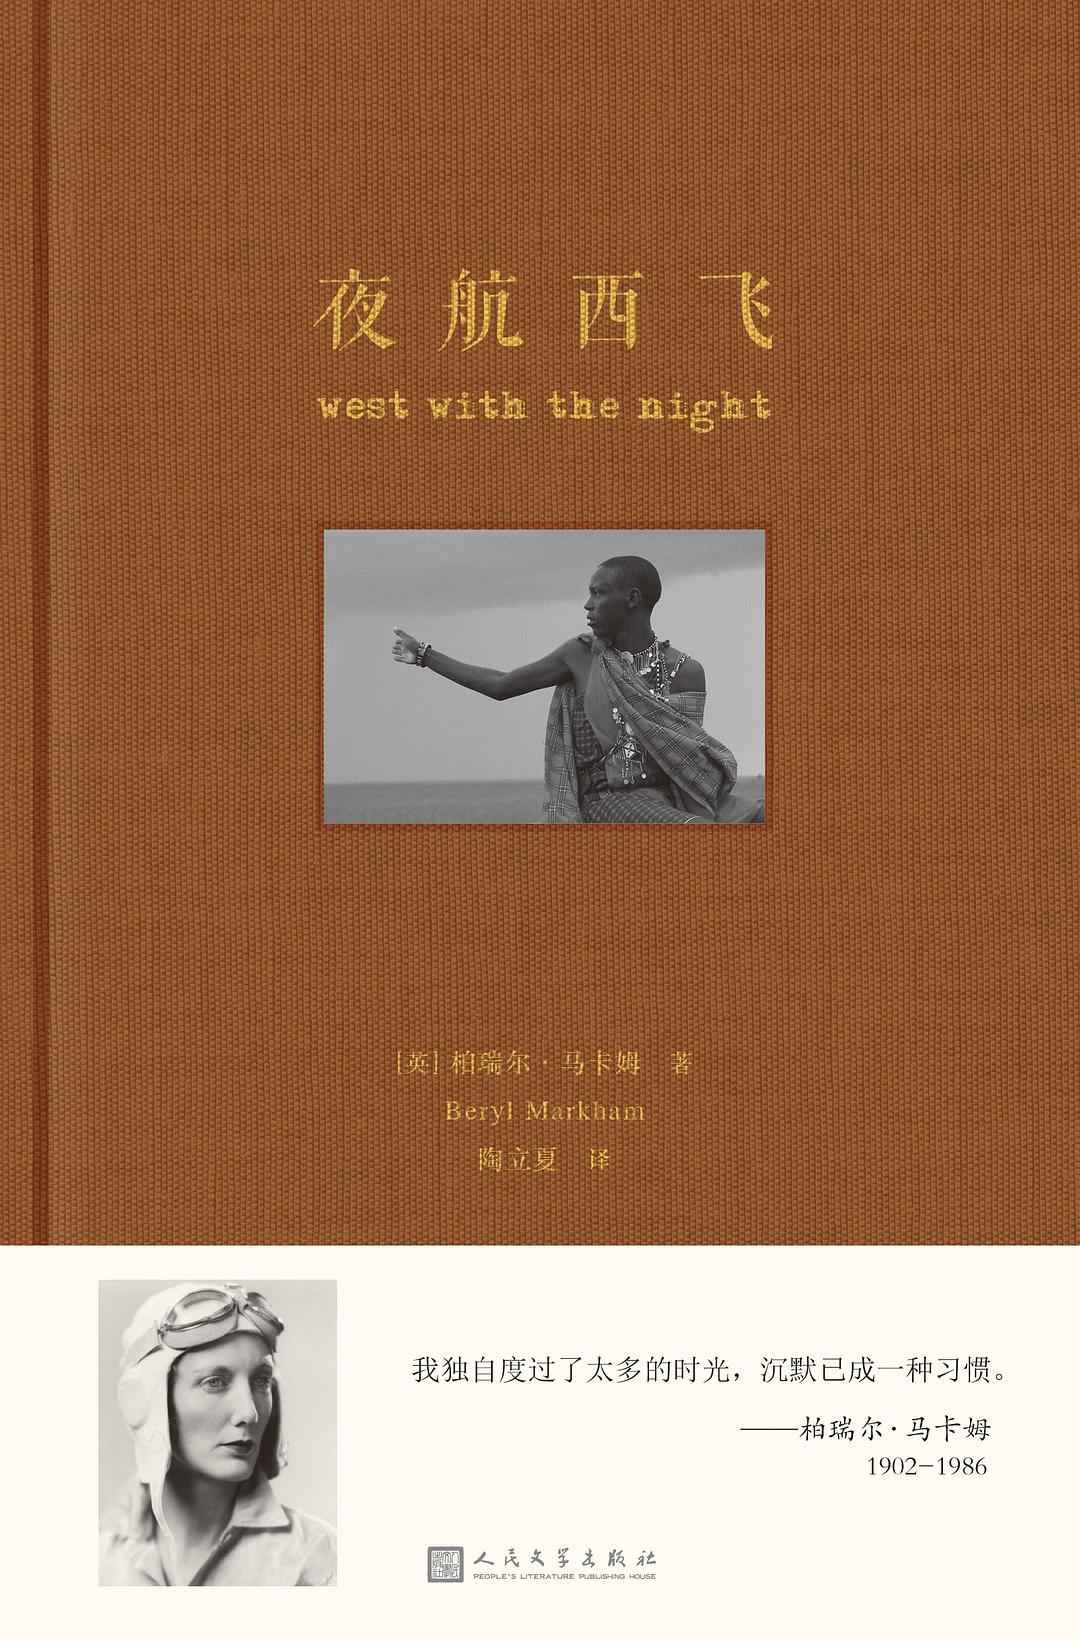 夜航西飞
west with the night
[英] 柏瑞尔·马卡姆 著
Beryl Markham
陶立夏 译
我独自度过了太多的时光，沉默已成一种习惯。
——柏瑞尔·马卡姆
1902-1986
人民文学出版社
PEOPLE'S LITERATURE PUBLISHING HOUSE